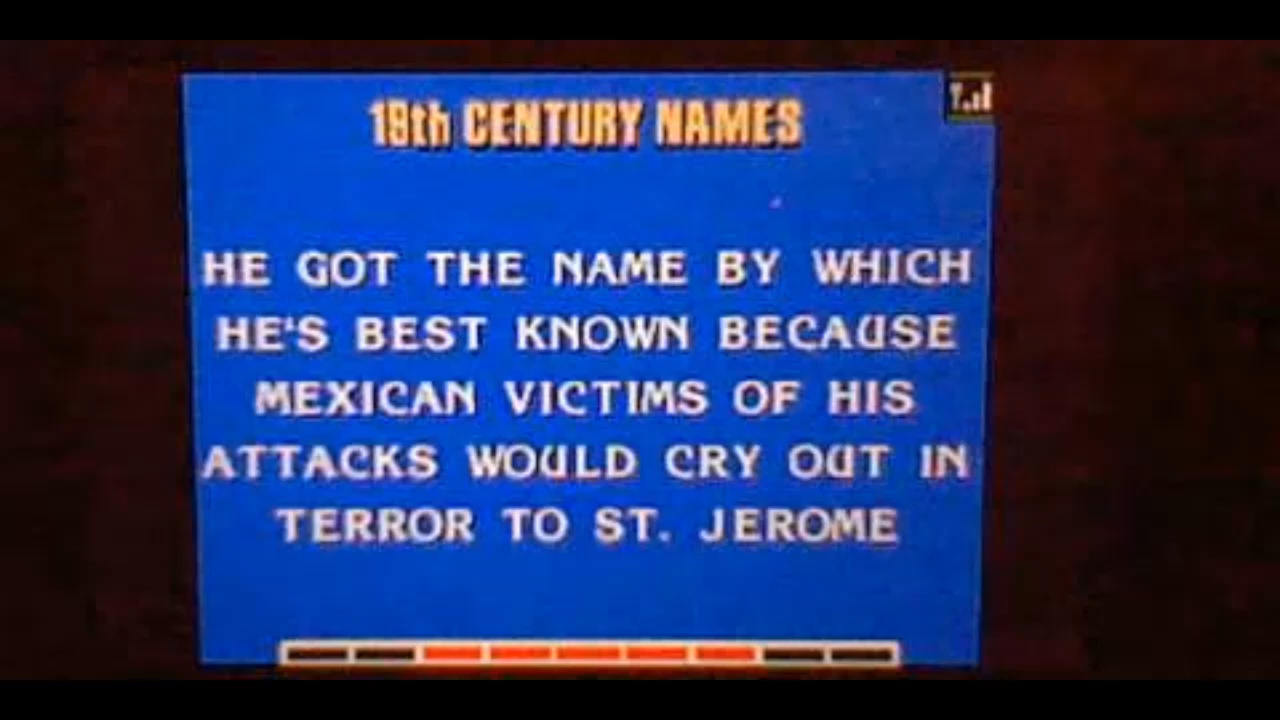 19th CENTURY NAMES
HE GOT THE NAME BY WHICH
HE'S BEST KNOWN BECAUSE
MEXICAN VICTIMS OF HIS
ATTACKS WOULD CRY OUT IN
TERROR TO ST. JEROME